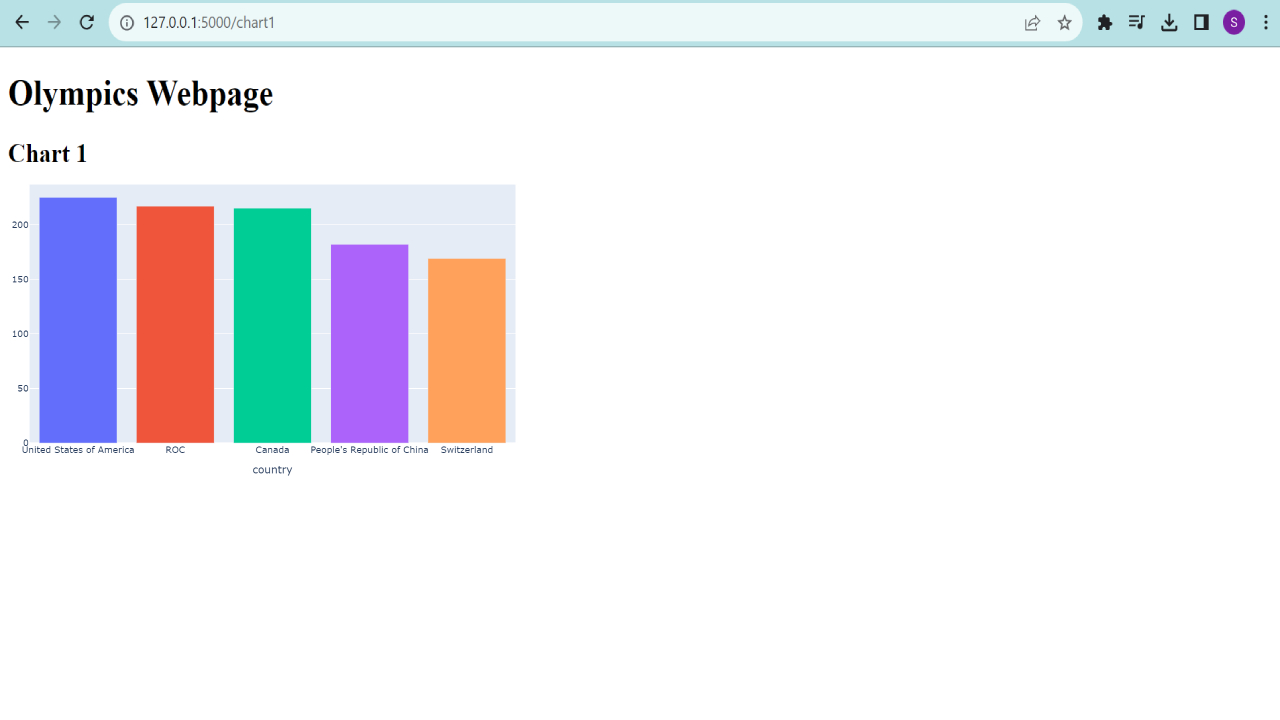 127.0.0.1:5000/chart1
S
Olympics Webpage
Chart 1
200
150
100
50
0
United States of America ROC Canada People's Republic of China Switzerland
country